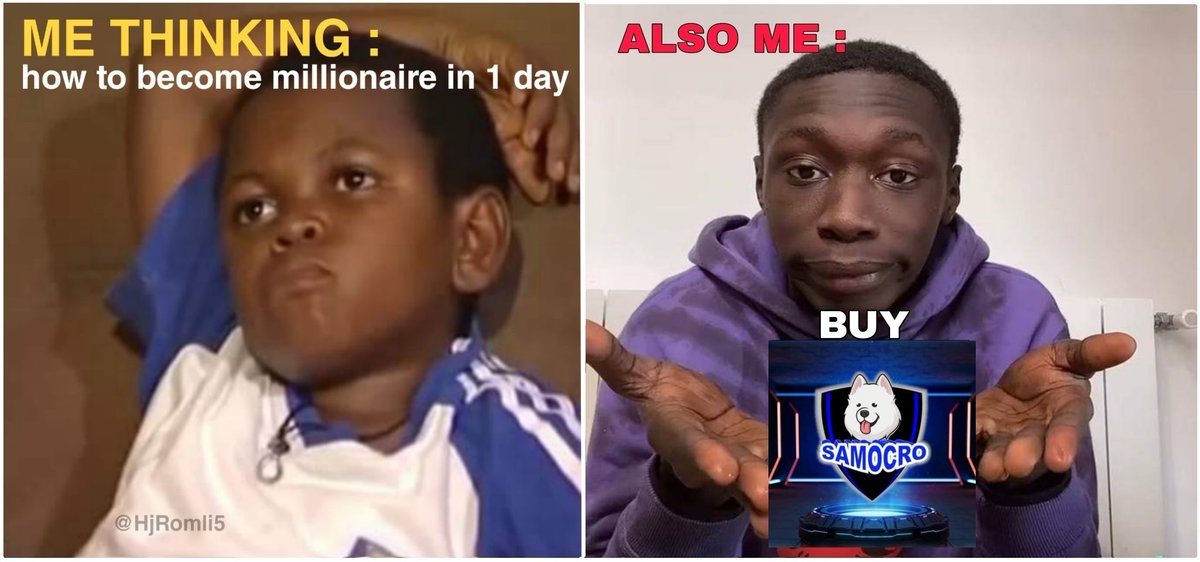 ME THINKING :
how to become millionaire in 1 day
@HjRomli5
ALSO ME :
BUY
SAMOCRO